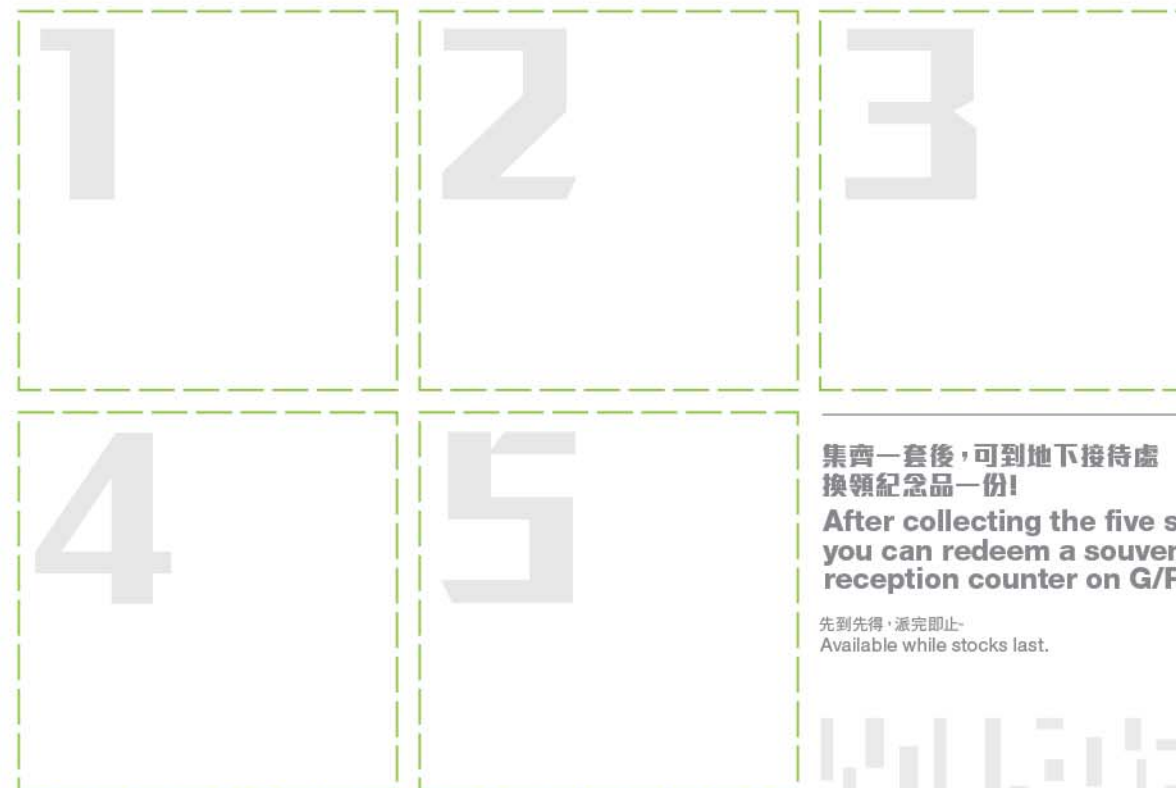 1
2
3
4
5
集齊一套後，可到地下接待處
換領紀念品一份!
After collecting the five
you can redeem a
reception counter on
先到先得，派完即止。
Available while stocks last.